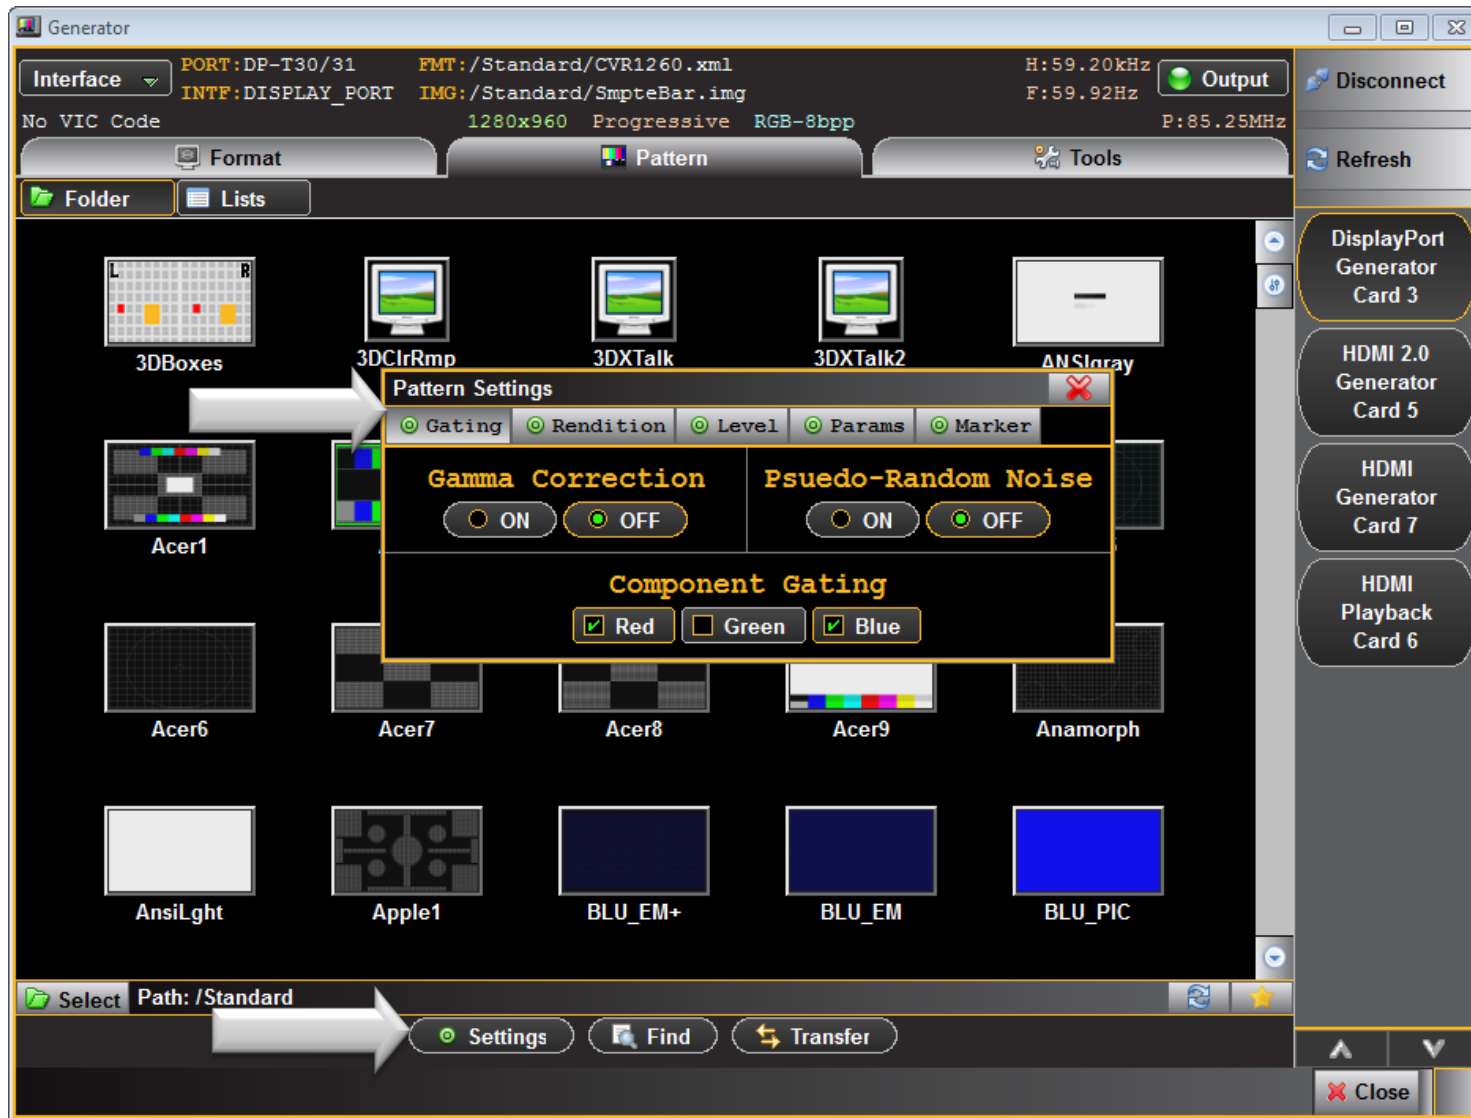 Generator
Interface
PORT:DP-T30/31 FMT:/Standard/CVR1260.xml H:59.20kHz
INTF:DISPLAY_PORT IMG:/Standard/SmpteBar.img F:59.92Hz
Output
Disconnect
No VIC Code 1280x960 Progressive RGB-8bpp P:85.25MHz
Format Pattern Tools
Refresh
Folder Lists
DisplayPort
Generator
Card 3
HDMI 2.0
Generator
Card 5
HDMI
Generator
Card 7
HDMI
Playback
Card 6
L R
3DBoxes 3DClrRmp 3DXTalk 3DXTalk2 ANSIgray
Pattern Settings
Gating Rendition Level Params Marker
Gamma Correction Psuedo-Random Noise
ON OFF ON OFF
Component Gating
Red Green Blue
Acer1
Acer6 Acer7 Acer8 Acer9 Anamorph
AnsiLght Apple1 BLU_EM+ BLU_EM BLU_PIC
Select Path: /Standard
Settings Find Transfer
Close